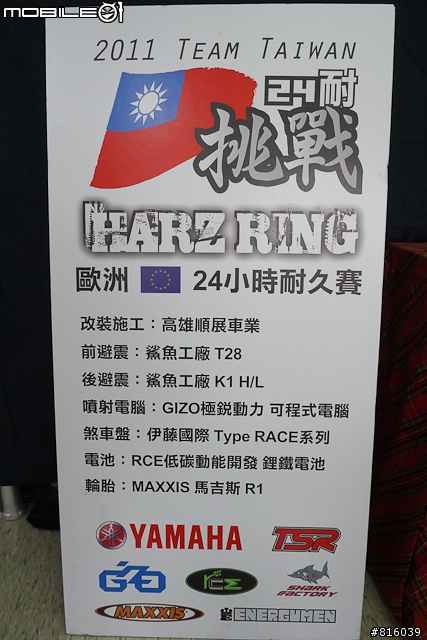 MOBILE01
2011 TEAM TAIWAN
24耐
挑戰
HARZ RING
歐洲 24小時耐久賽
改裝施工：高雄順展車業
前避震：鯊魚工廠 T28
後避震：鯊魚工廠 K1 H/L
噴射電腦：GIZO極銳動力 可程式電腦
煞車盤：伊藤國際 Type RACE系列
電池：RCE低碳動能開發 鋰鐵電池
輪胎：MAXXIS 馬吉斯 R1
YAMAHA TSR
GIZO RCE SHARK FACTORY
MAXXIS ENERGYMEN
#816039